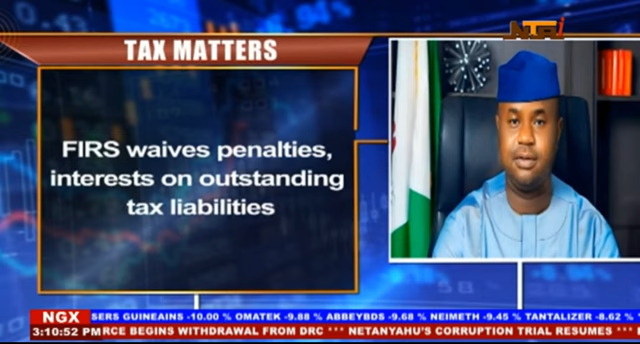 NTA
TAX MATTERS
FIRS waives penalties,
interests on outstanding
tax liabilities
NGX
SERS GUINEAINS -10.00 % OMATEK -9.88 % ABBEYBDS -9.68 % NEIMETH -9.45 % TANTALIZER -8.62 %
3:10:52 PM
RCE BEGINS WITHDRAWAL FROM DRC *** NETANYAHU'S CORRUPTION TRIAL RESUMES ***